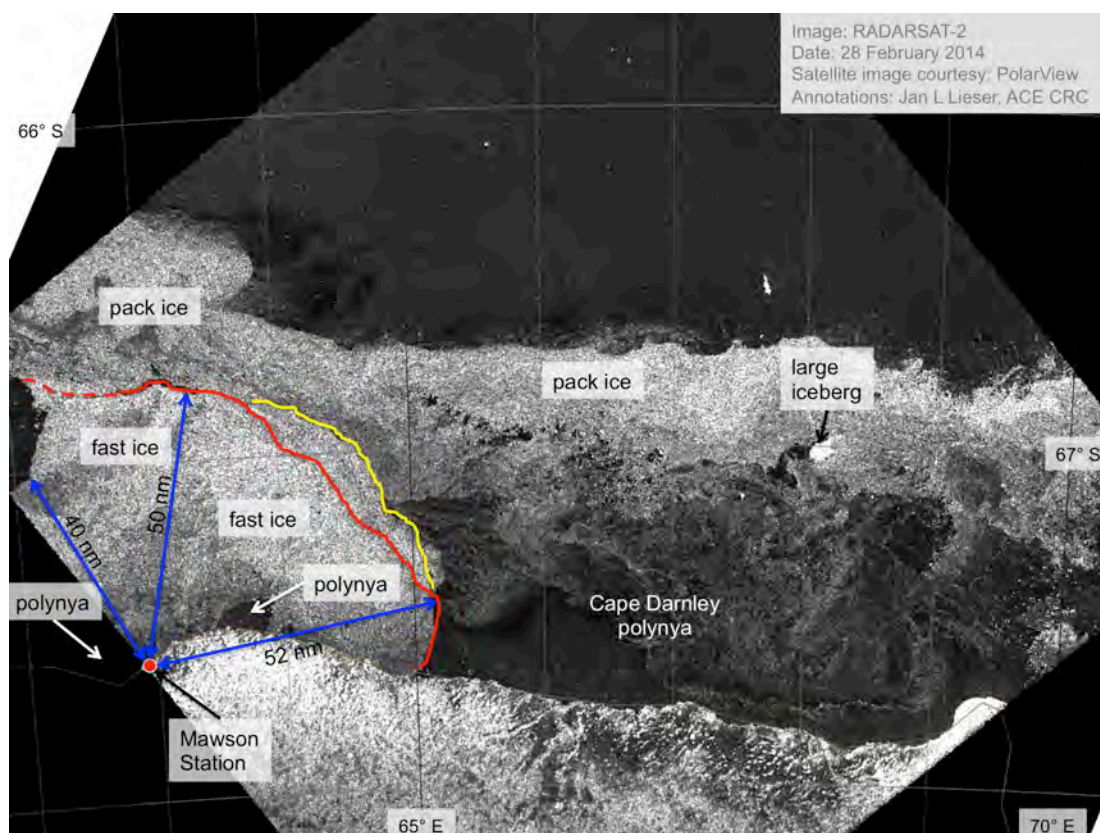 Image: RADARSAT-2
Date: 28 February 2014
Satellite image courtesy: PolarView
Annotations: Jan L Lieser, ACE CRC
66° S
pack ice
pack ice
large
iceberg
fast ice
67° S
50 nm
fast ice
40 nm
polynya
polynya
Cape Darnley
polynya
52 nm
Mawson
Station
65° E
70° E